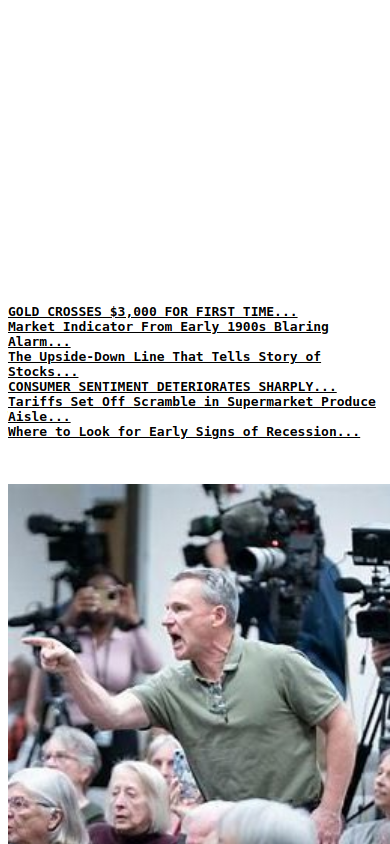 GOLD CROSSES $3,000 FOR FIRST TIME...
Market Indicator From Early 1900s Blaring
Alarm...
The Upside-Down Line That Tells Story of
Stocks...
CONSUMER SENTIMENT DETERIORATES SHARPLY...
Tariffs Set Off Scramble in Supermarket Produce
Aisle...
Where to Look for Early Signs of Recession...